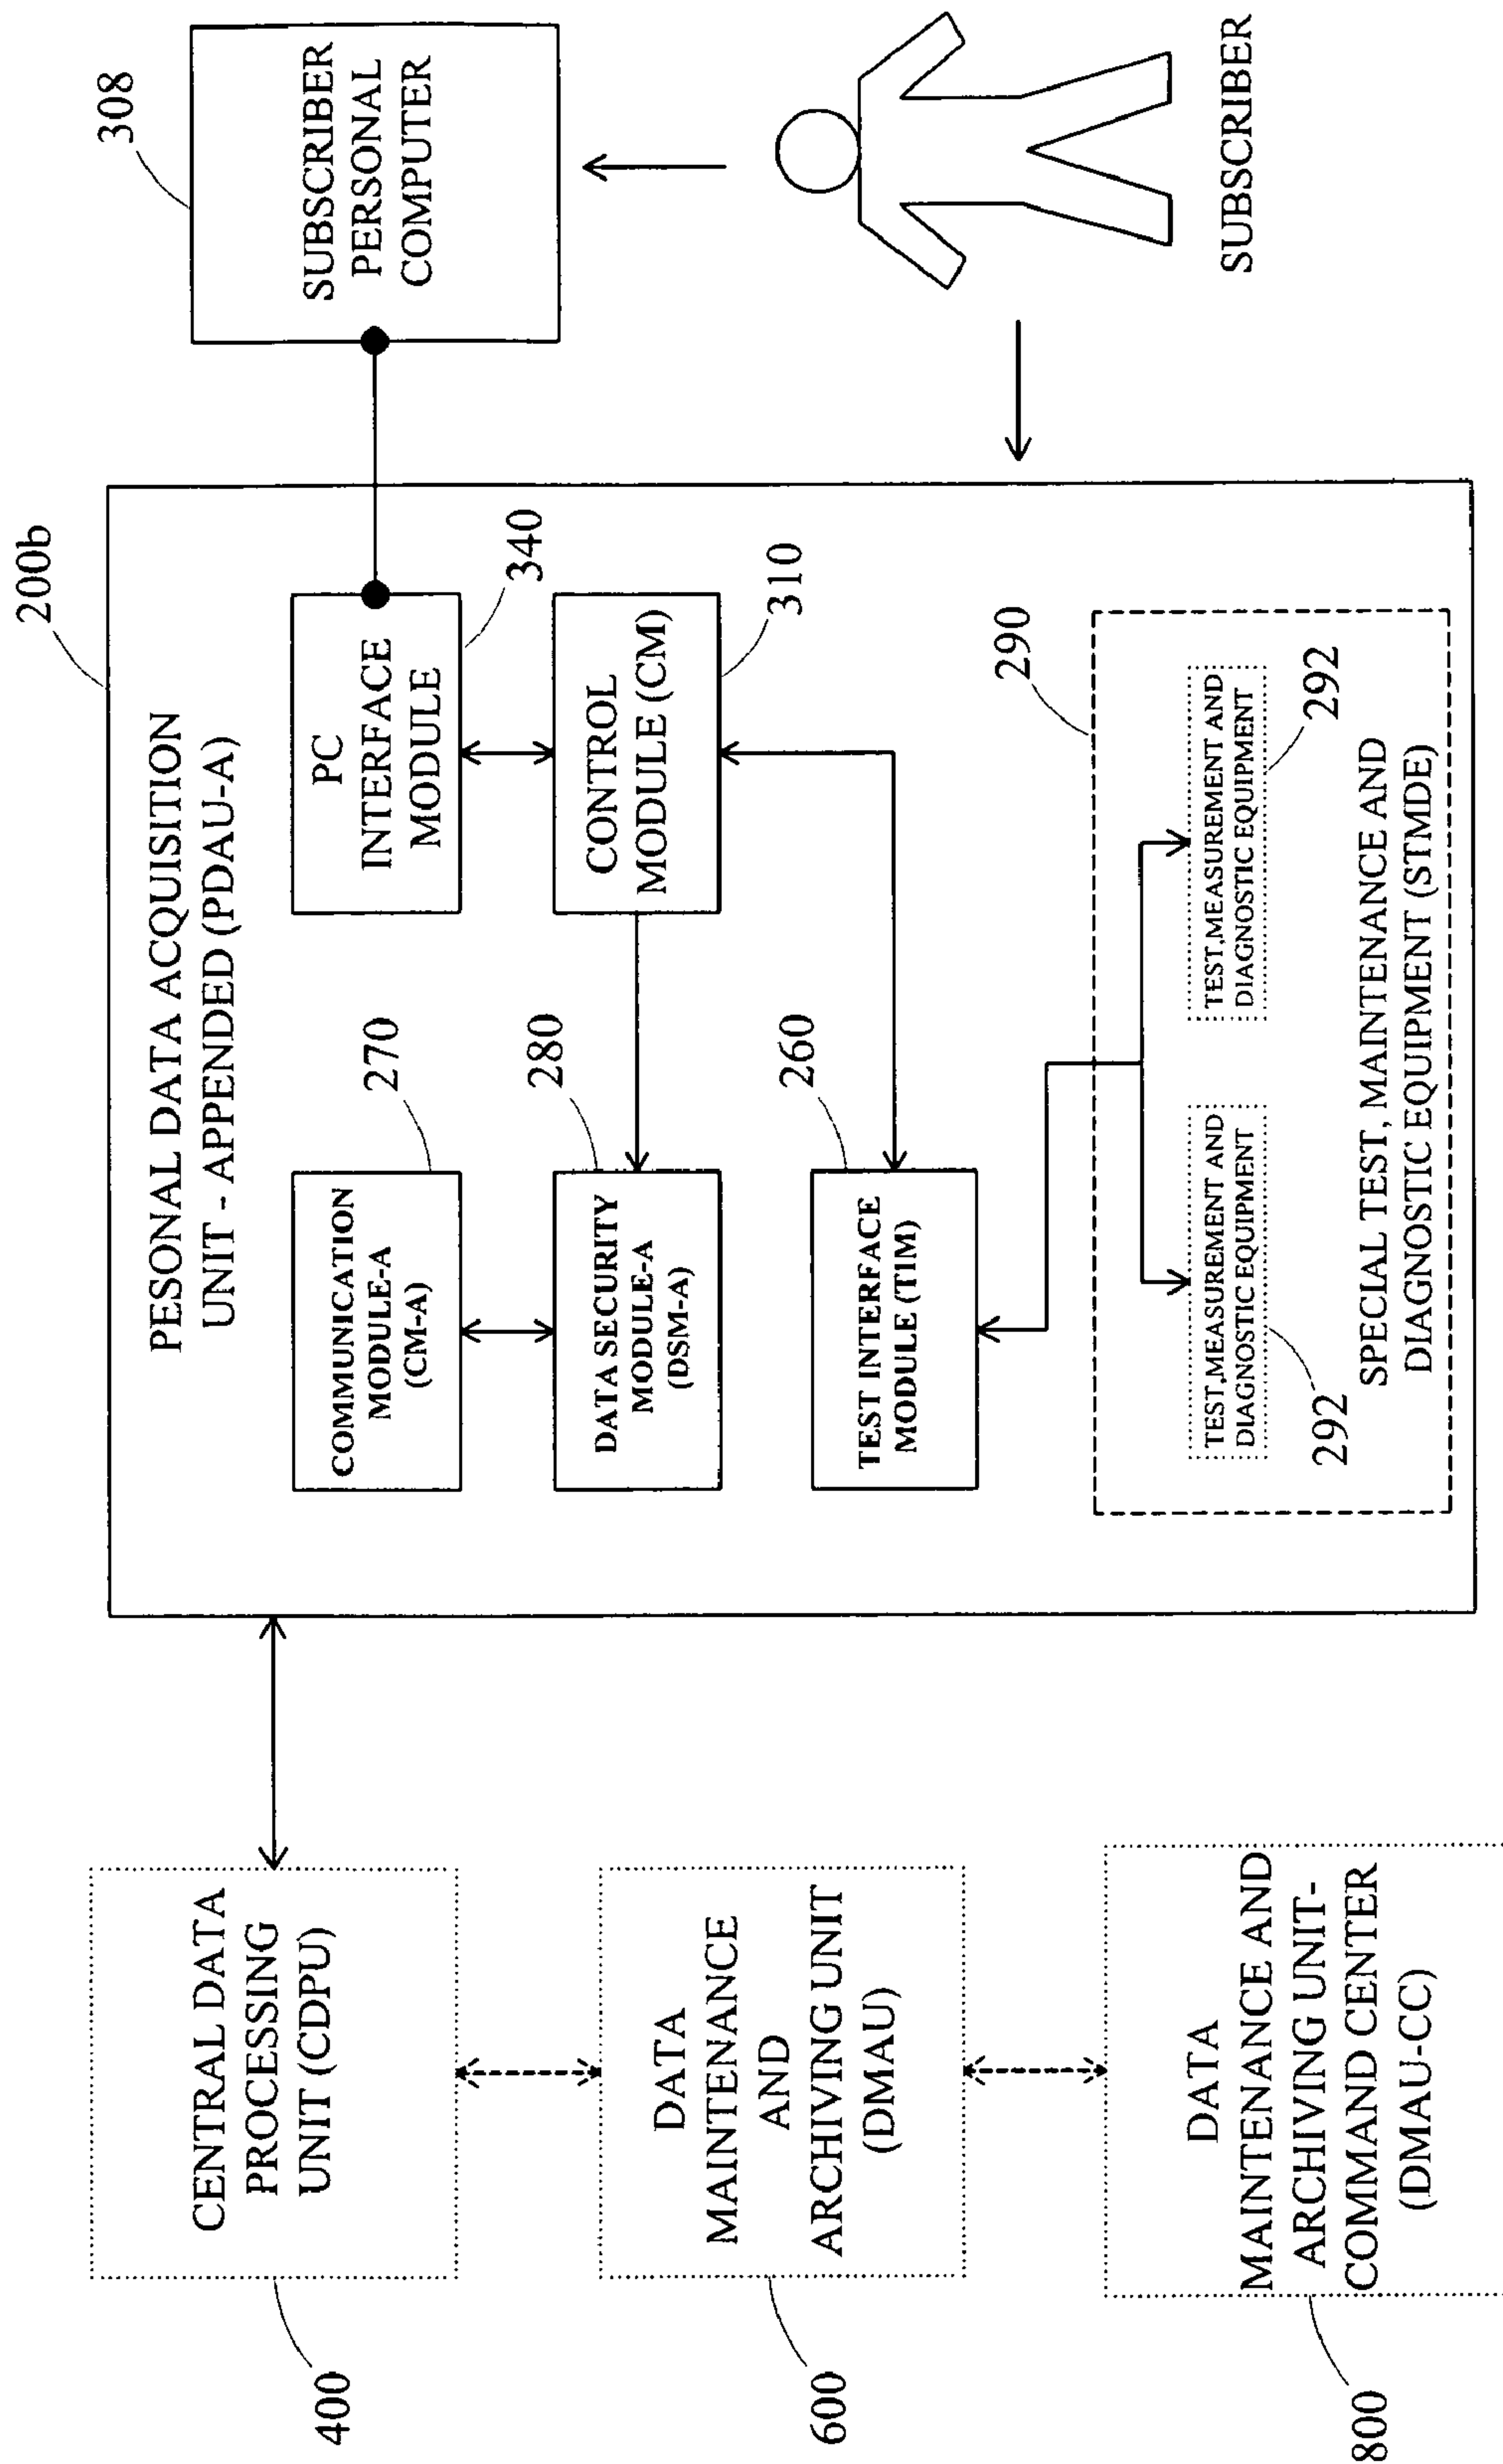 200b
308
PESONAL DATA ACQUISITION
UNIT - APPENDED (PDAU-A)
SUBSCRIBER
PERSONAL
COMPUTER
CENTRAL DATA
PROCESSING
UNIT (CDPU)
400
COMMUNICATION
MODULE-A
(CM-A)
270
PC
INTERFACE
MODULE
340
DATA SECURITY
MODULE-A
(DSM-A)
280
CONTROL
MODULE (CM)
310
DATA
MAINTENANCE
AND
ARCHIVING UNIT
(DMAU)
600
TEST INTERFACE
MODULE (TIM)
260
290
TEST,MEASUREMENT AND
DIAGNOSTIC EQUIPMENT
292
TEST,MEASUREMENT AND
DIAGNOSTIC EQUIPMENT
292
SPECIAL TEST, MAINTENANCE AND
DIAGNOSTIC EQUIPMENT (STMDE)
SUBSCRIBER
DATA
MAINTENANCE AND
ARCHIVING UNIT-
COMMAND CENTER
(DMAU-CC)
800